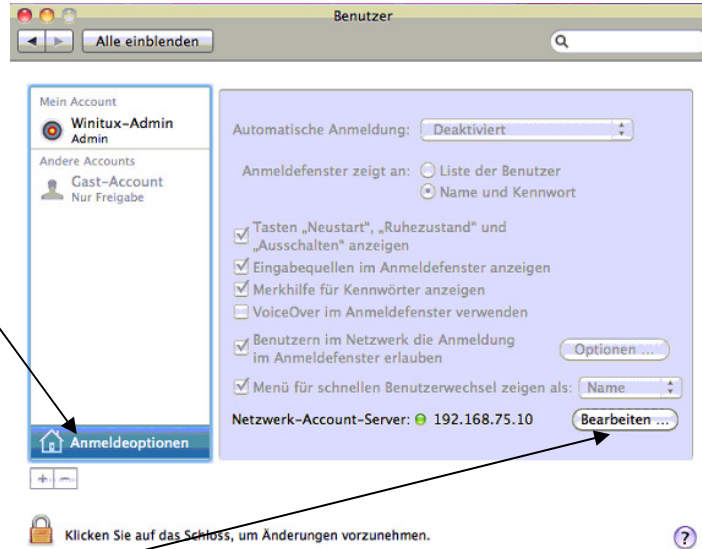 Benutzer
Alle einblenden
Mein Account
Winitux-Admin
Admin
Andere Accounts
Gast-Account
Nur Freigabe
Anmeldeoptionen
Automatische Anmeldung: Deaktiviert
Anmeldefenster zeigt an: Liste der Benutzer
Name und Kennwort
Tasten „Neustart“, „Ruhezustand“ und
„Ausschalten“ anzeigen
Eingabequellen im Anmeldefenster anzeigen
Merkhilfe für Kennwörter anzeigen
VoiceOver im Anmeldefenster verwenden
Benutzern im Netzwerk die Anmeldung
im Anmeldefenster erlauben
Optionen ...
Menü für schnellen Benutzerwechsel zeigen als: Name
Netzwerk-Account-Server: 192.168.75.10 Bearbeiten ...
+ −
Klicken Sie auf das Schloss, um Änderungen vorzunehmen. ?